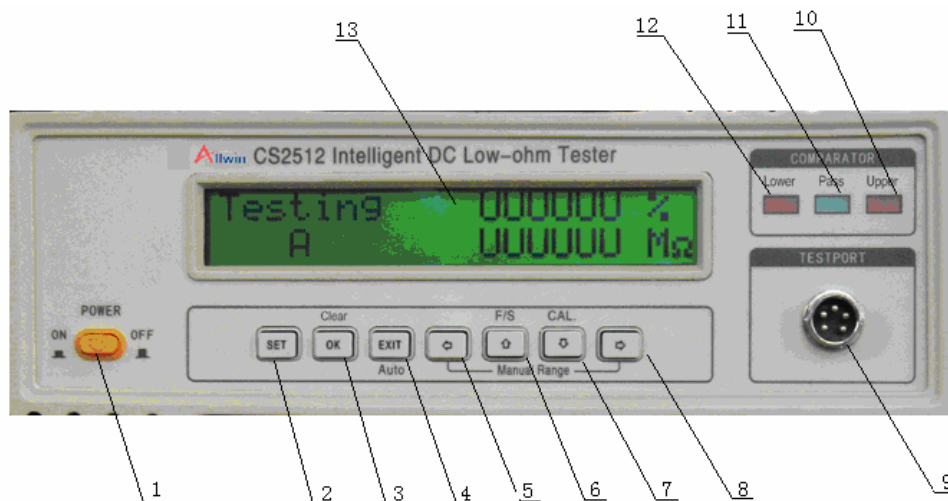 13
12
11
10
Allwin CS2512 Intelligent DC Low-ohm Tester
COMPARATOR
Lower Pass Upper
Testing UUUUUU %
A UUUUUU MΩ
TESTPORT
POWER
ON OFF
Clear F/S CAL.
SET OK EXIT ⇦ ⇧ ⇩ ⇨
Auto Manual Range
1 2 3 4 5 6 7 8 9